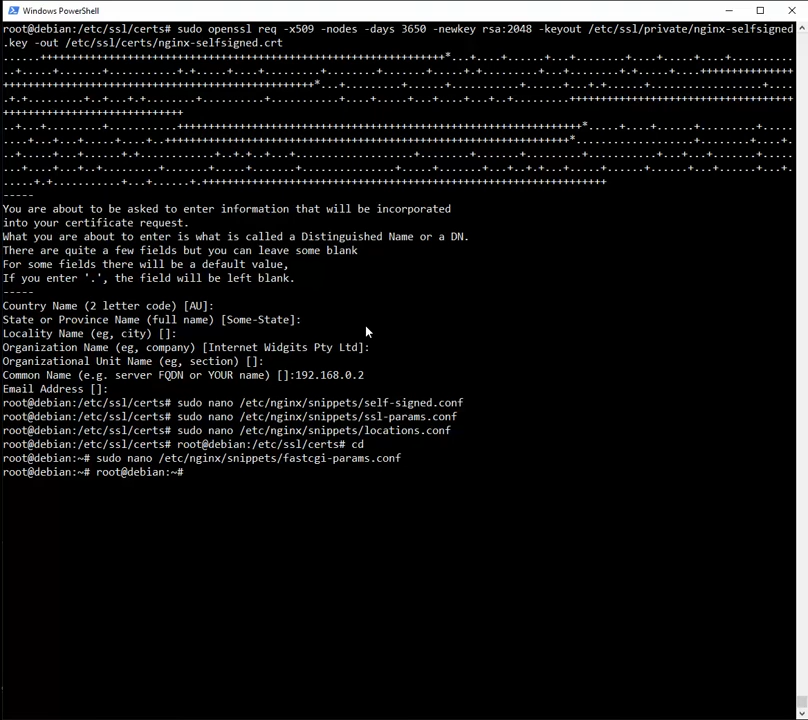 Windows PowerShell
root@debian:/etc/ssl/certs# sudo openssl req -x509 -nodes -days 3650 -newkey rsa:2048 -keyout /etc/ssl/private/nginx-selfsigned
.key -out /etc/ssl/certs/nginx-selfsigned.crt
-----
You are about to be asked to enter information that will be incorporated
into your certificate request.
What you are about to enter is what is called a Distinguished Name or a DN.
There are quite a few fields but you can leave some blank
For some fields there will be a default value,
If you enter '.', the field will be left blank.
-----
Country Name (2 letter code) [AU]:
State or Province Name (full name) [Some-State]:
Locality Name (eg, city) []:
Organization Name (eg, company) [Internet Widgits Pty Ltd]:
Organizational Unit Name (eg, section) []:
Common Name (e.g. server FQDN or YOUR name) []:192.168.0.2
Email Address []:
root@debian:/etc/ssl/certs# sudo nano /etc/nginx/snippets/self-signed.conf
root@debian:/etc/ssl/certs# sudo nano /etc/nginx/snippets/ssl-params.conf
root@debian:/etc/ssl/certs# sudo nano /etc/nginx/snippets/locations.conf
root@debian:/etc/ssl/certs# root@debian:/etc/ssl/certs# cd
root@debian:~# sudo nano /etc/nginx/snippets/fastcgi-params.conf
root@debian:~# root@debian:~#